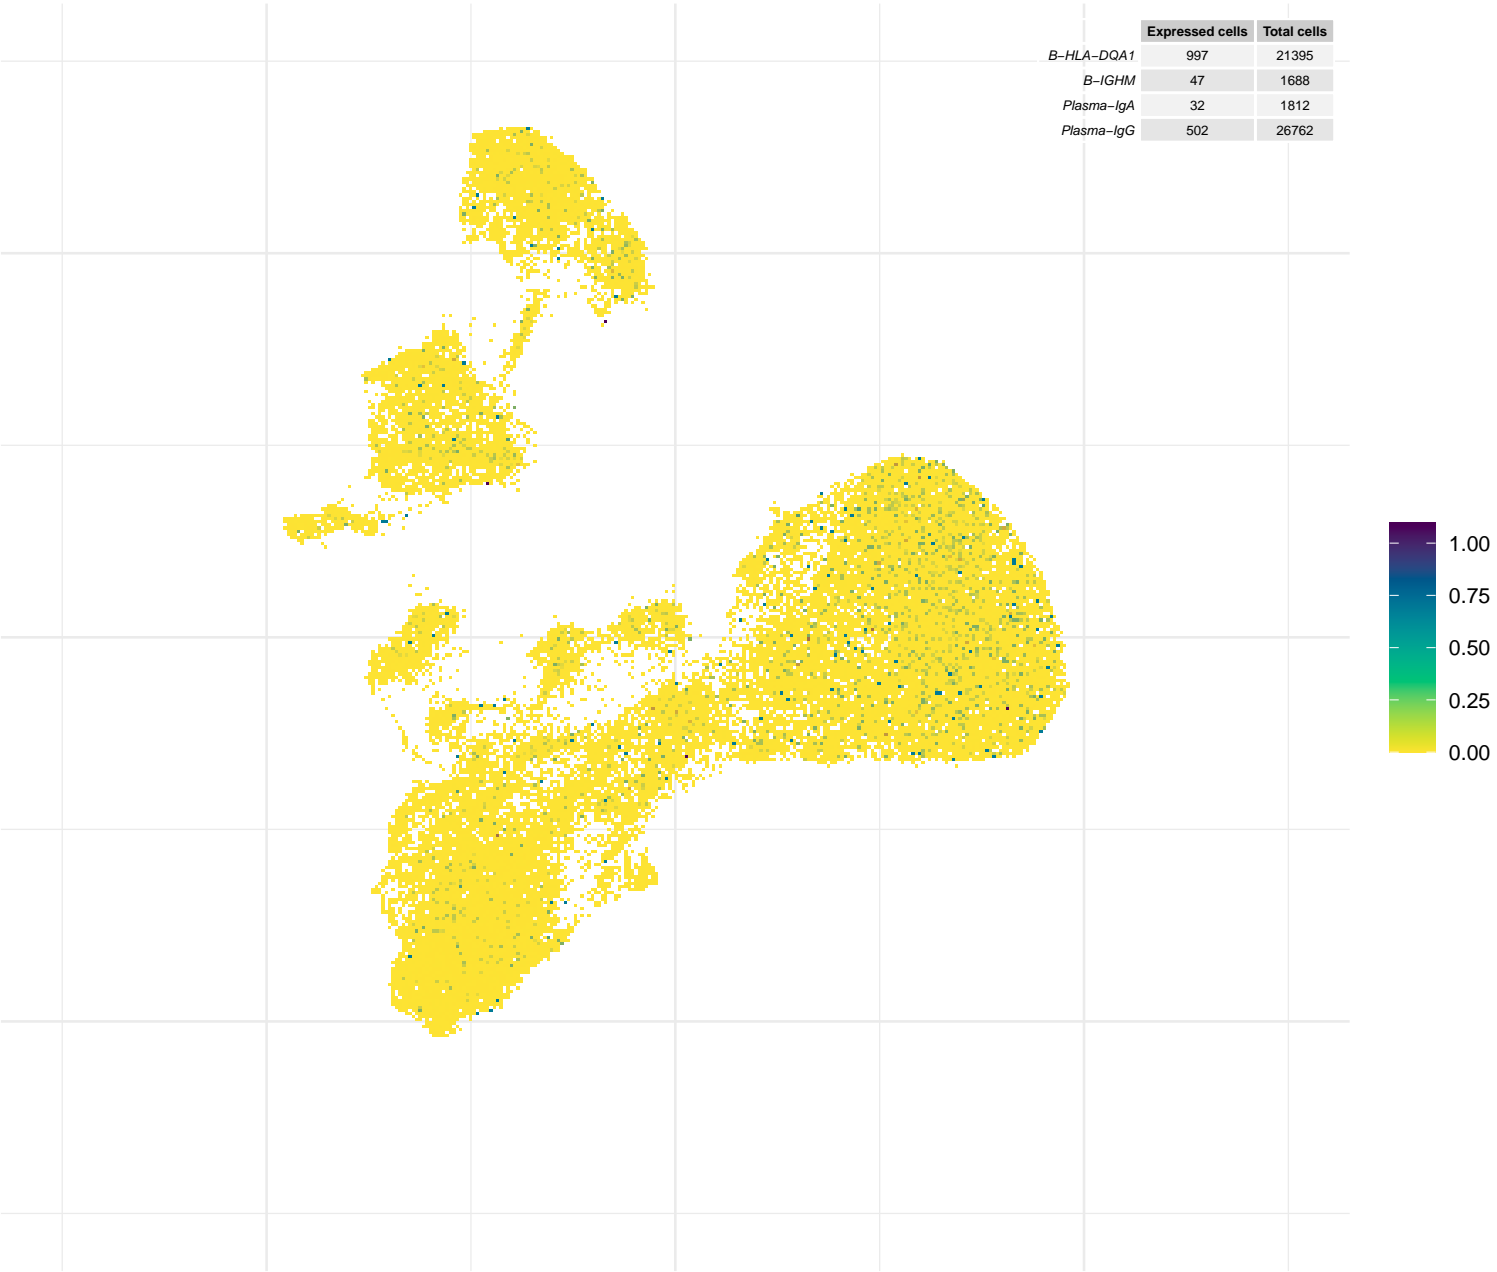 Expressed cells Total cells
B−HLA−DQA1 997 21395
B−IGHM 47 1688
Plasma−IgA 32 1812
Plasma−IgG 502 26762
1.00
0.75
0.50
0.25
0.00